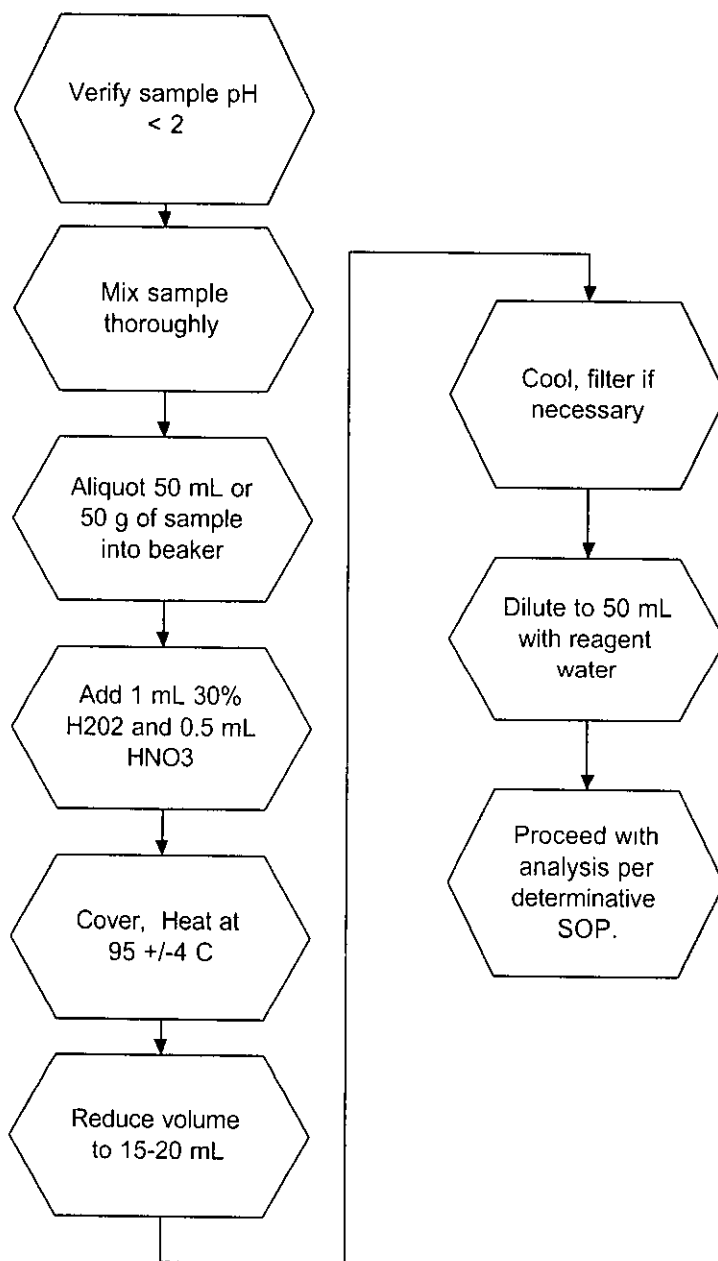 Verify sample pH
< 2
Mix sample
thoroughly
Aliquot 50 mL or
50 g of sample
into beaker
Add 1 mL 30%
H202 and 0.5 mL
HNO3
Cover, Heat at
95 +/-4 C
Reduce volume
to 15-20 mL
Cool, filter if
necessary
Dilute to 50 mL
with reagent
water
Proceed with
analysis per
determinative
SOP.